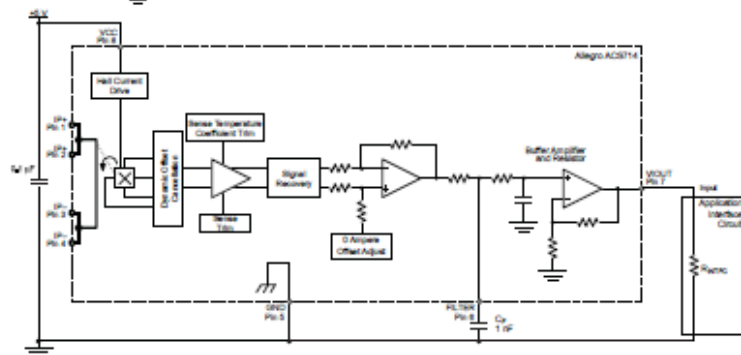 +5 V
VCC
Pin 8
Allegro ACS714
Hall Current
Drive
IP+
Pin 1
IP+
Pin 2
IP−
Pin 3
IP−
Pin 4
Dynamic Offset
Cancellation
Sense Temperature
Coefficient Trim
Sense
Trim
Signal
Recovery
0 Ampere
Offset Adjust
Buffer Amplifier
and Resistor
VIOUT
Pin 7
Input
Application
Interface
Circuit
GND
Pin 5
FILTER
Pin 6
CF
1 nF